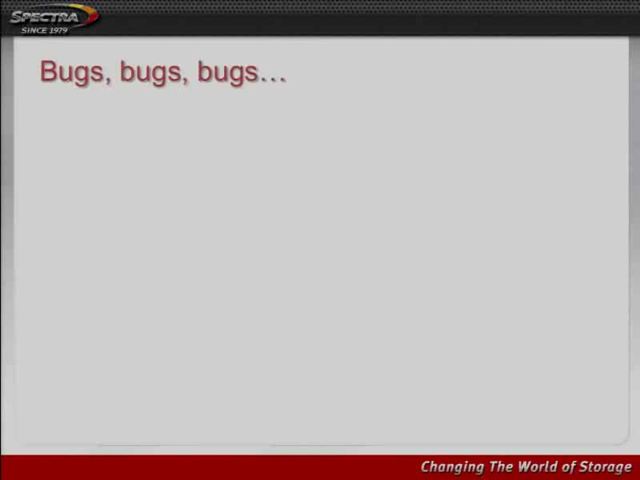 SPECTRA
SINCE 1979
Bugs, bugs, bugs…
Changing The World of Storage